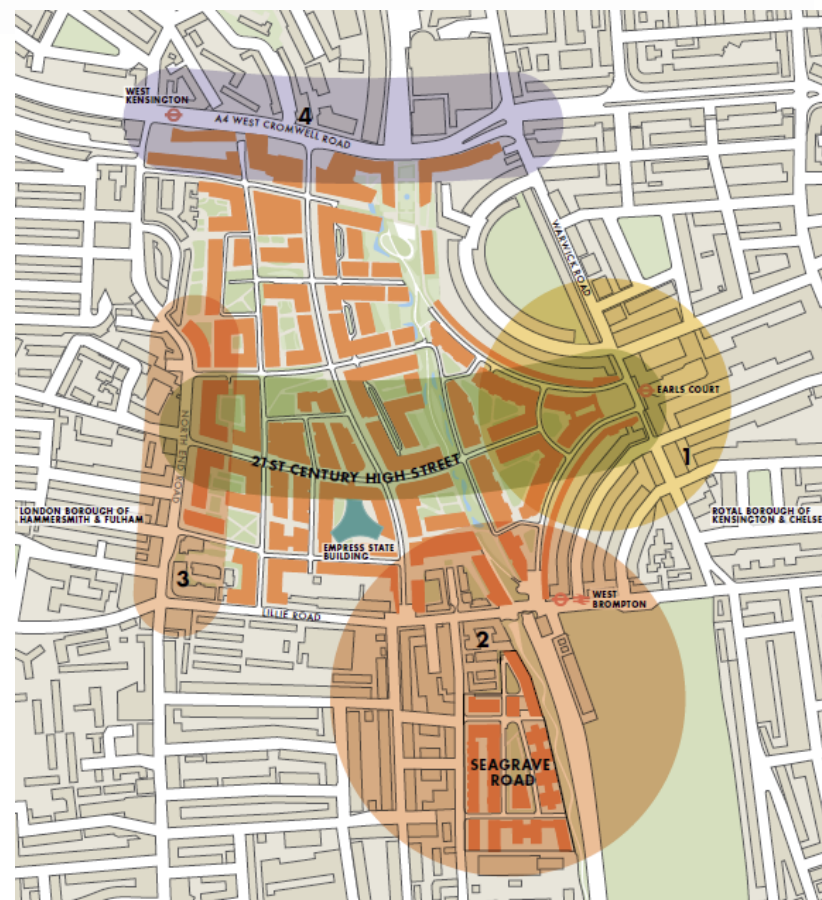 WEST
KENSINGTON
4
A4 WEST CROMWELL ROAD
WARWICK ROAD
EARLS COURT
1
NORTH END ROAD
21ST CENTURY HIGH STREET
LONDON BOROUGH OF
HAMMERSMITH & FULHAM
ROYAL BOROUGH OF
KENSINGTON & CHELSE
EMPRESS STATE
BUILDING
3
LILLIE ROAD
WEST
BROMPTON
2
SEAGRAVE
ROAD